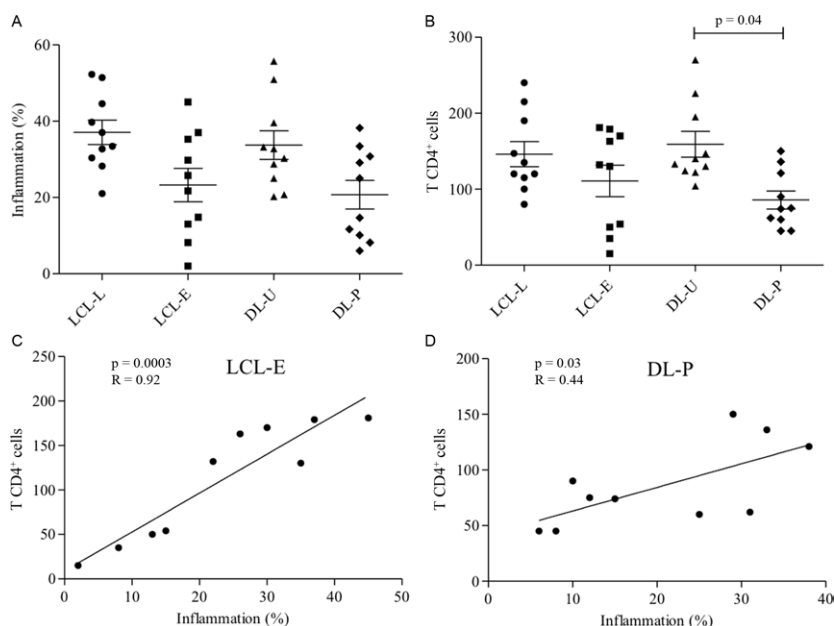 A
Inflammation (%)
60
40
20
0
LCL-L
LCL-E
DL-U
DL-P
B
p = 0.04
T CD4⁺ cells
300
200
100
0
LCL-L
LCL-E
DL-U
DL-P
C
p = 0.0003
R = 0.92
LCL-E
T CD4⁺ cells
250
200
150
100
50
0
0 10 20 30 40 50
Inflammation (%)
D
p = 0.03
R = 0.44
DL-P
T CD4⁺ cells
200
150
100
50
0
0 10 20 30 40
Inflammation (%)